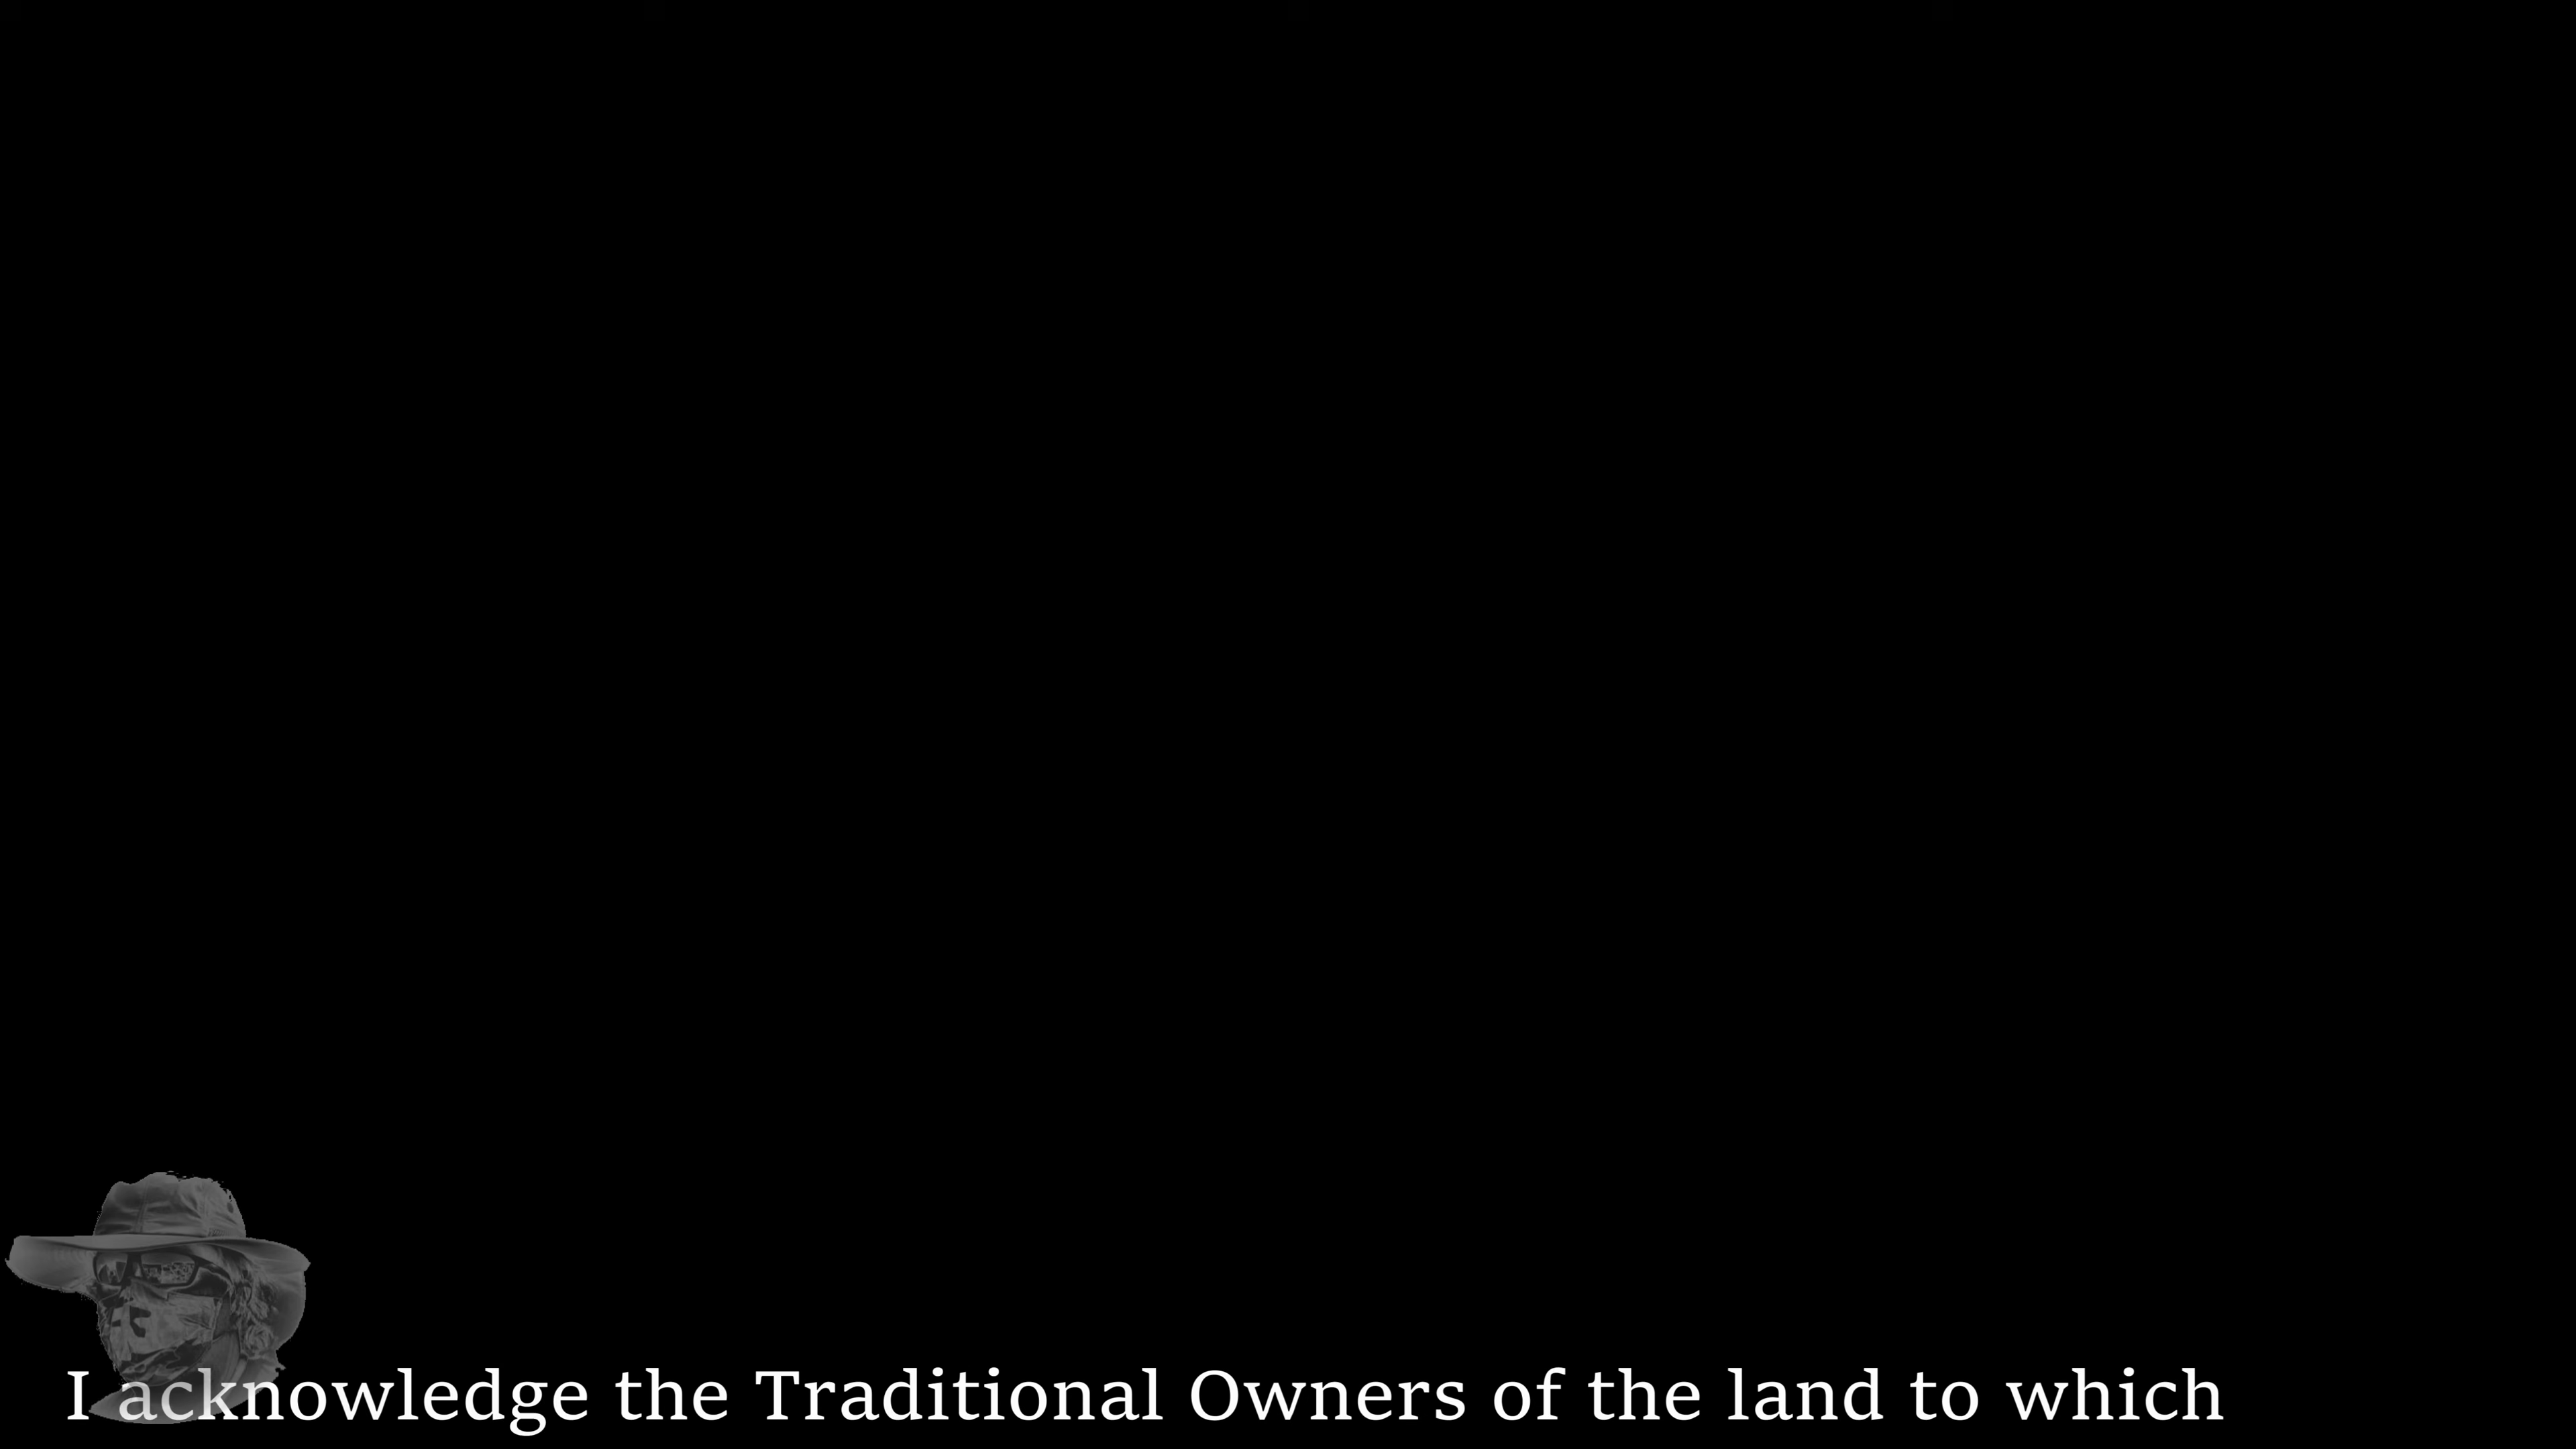 I acknowledge the Traditional Owners of the land to which